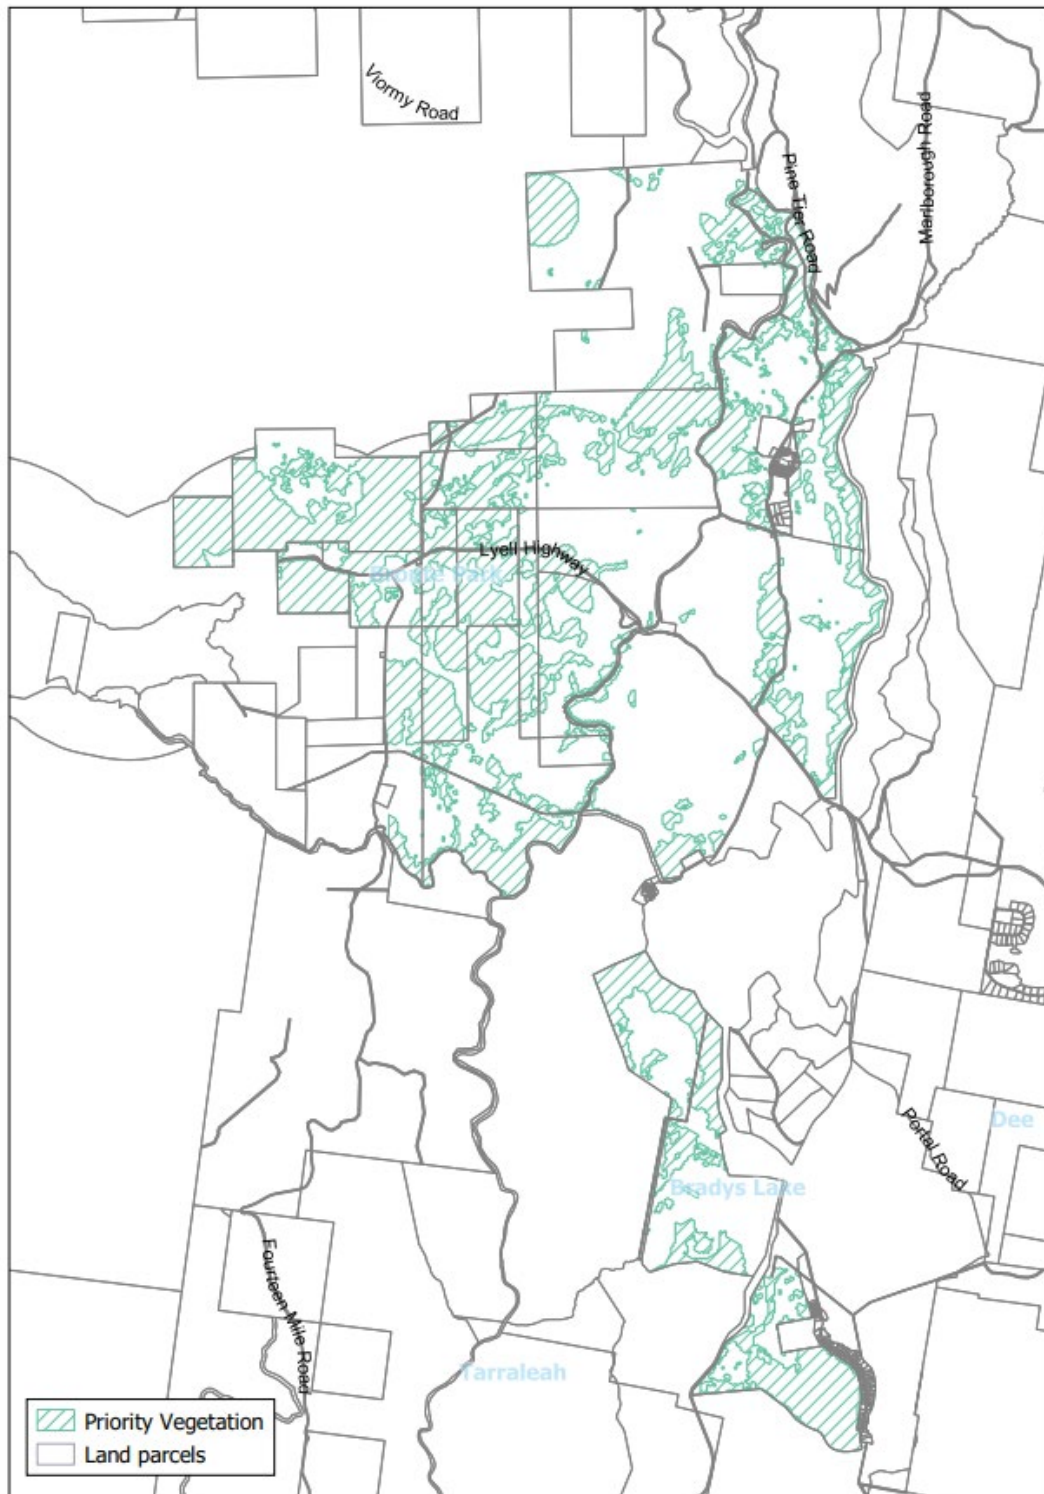 Viormy Road
Marlborough Road
Pine Tier Road
Lyell Highway
Bronte Park
Portal Road
Dee
Bradys Lake
Fourteen Mile Road
Tarraleah
Priority Vegetation
Land parcels